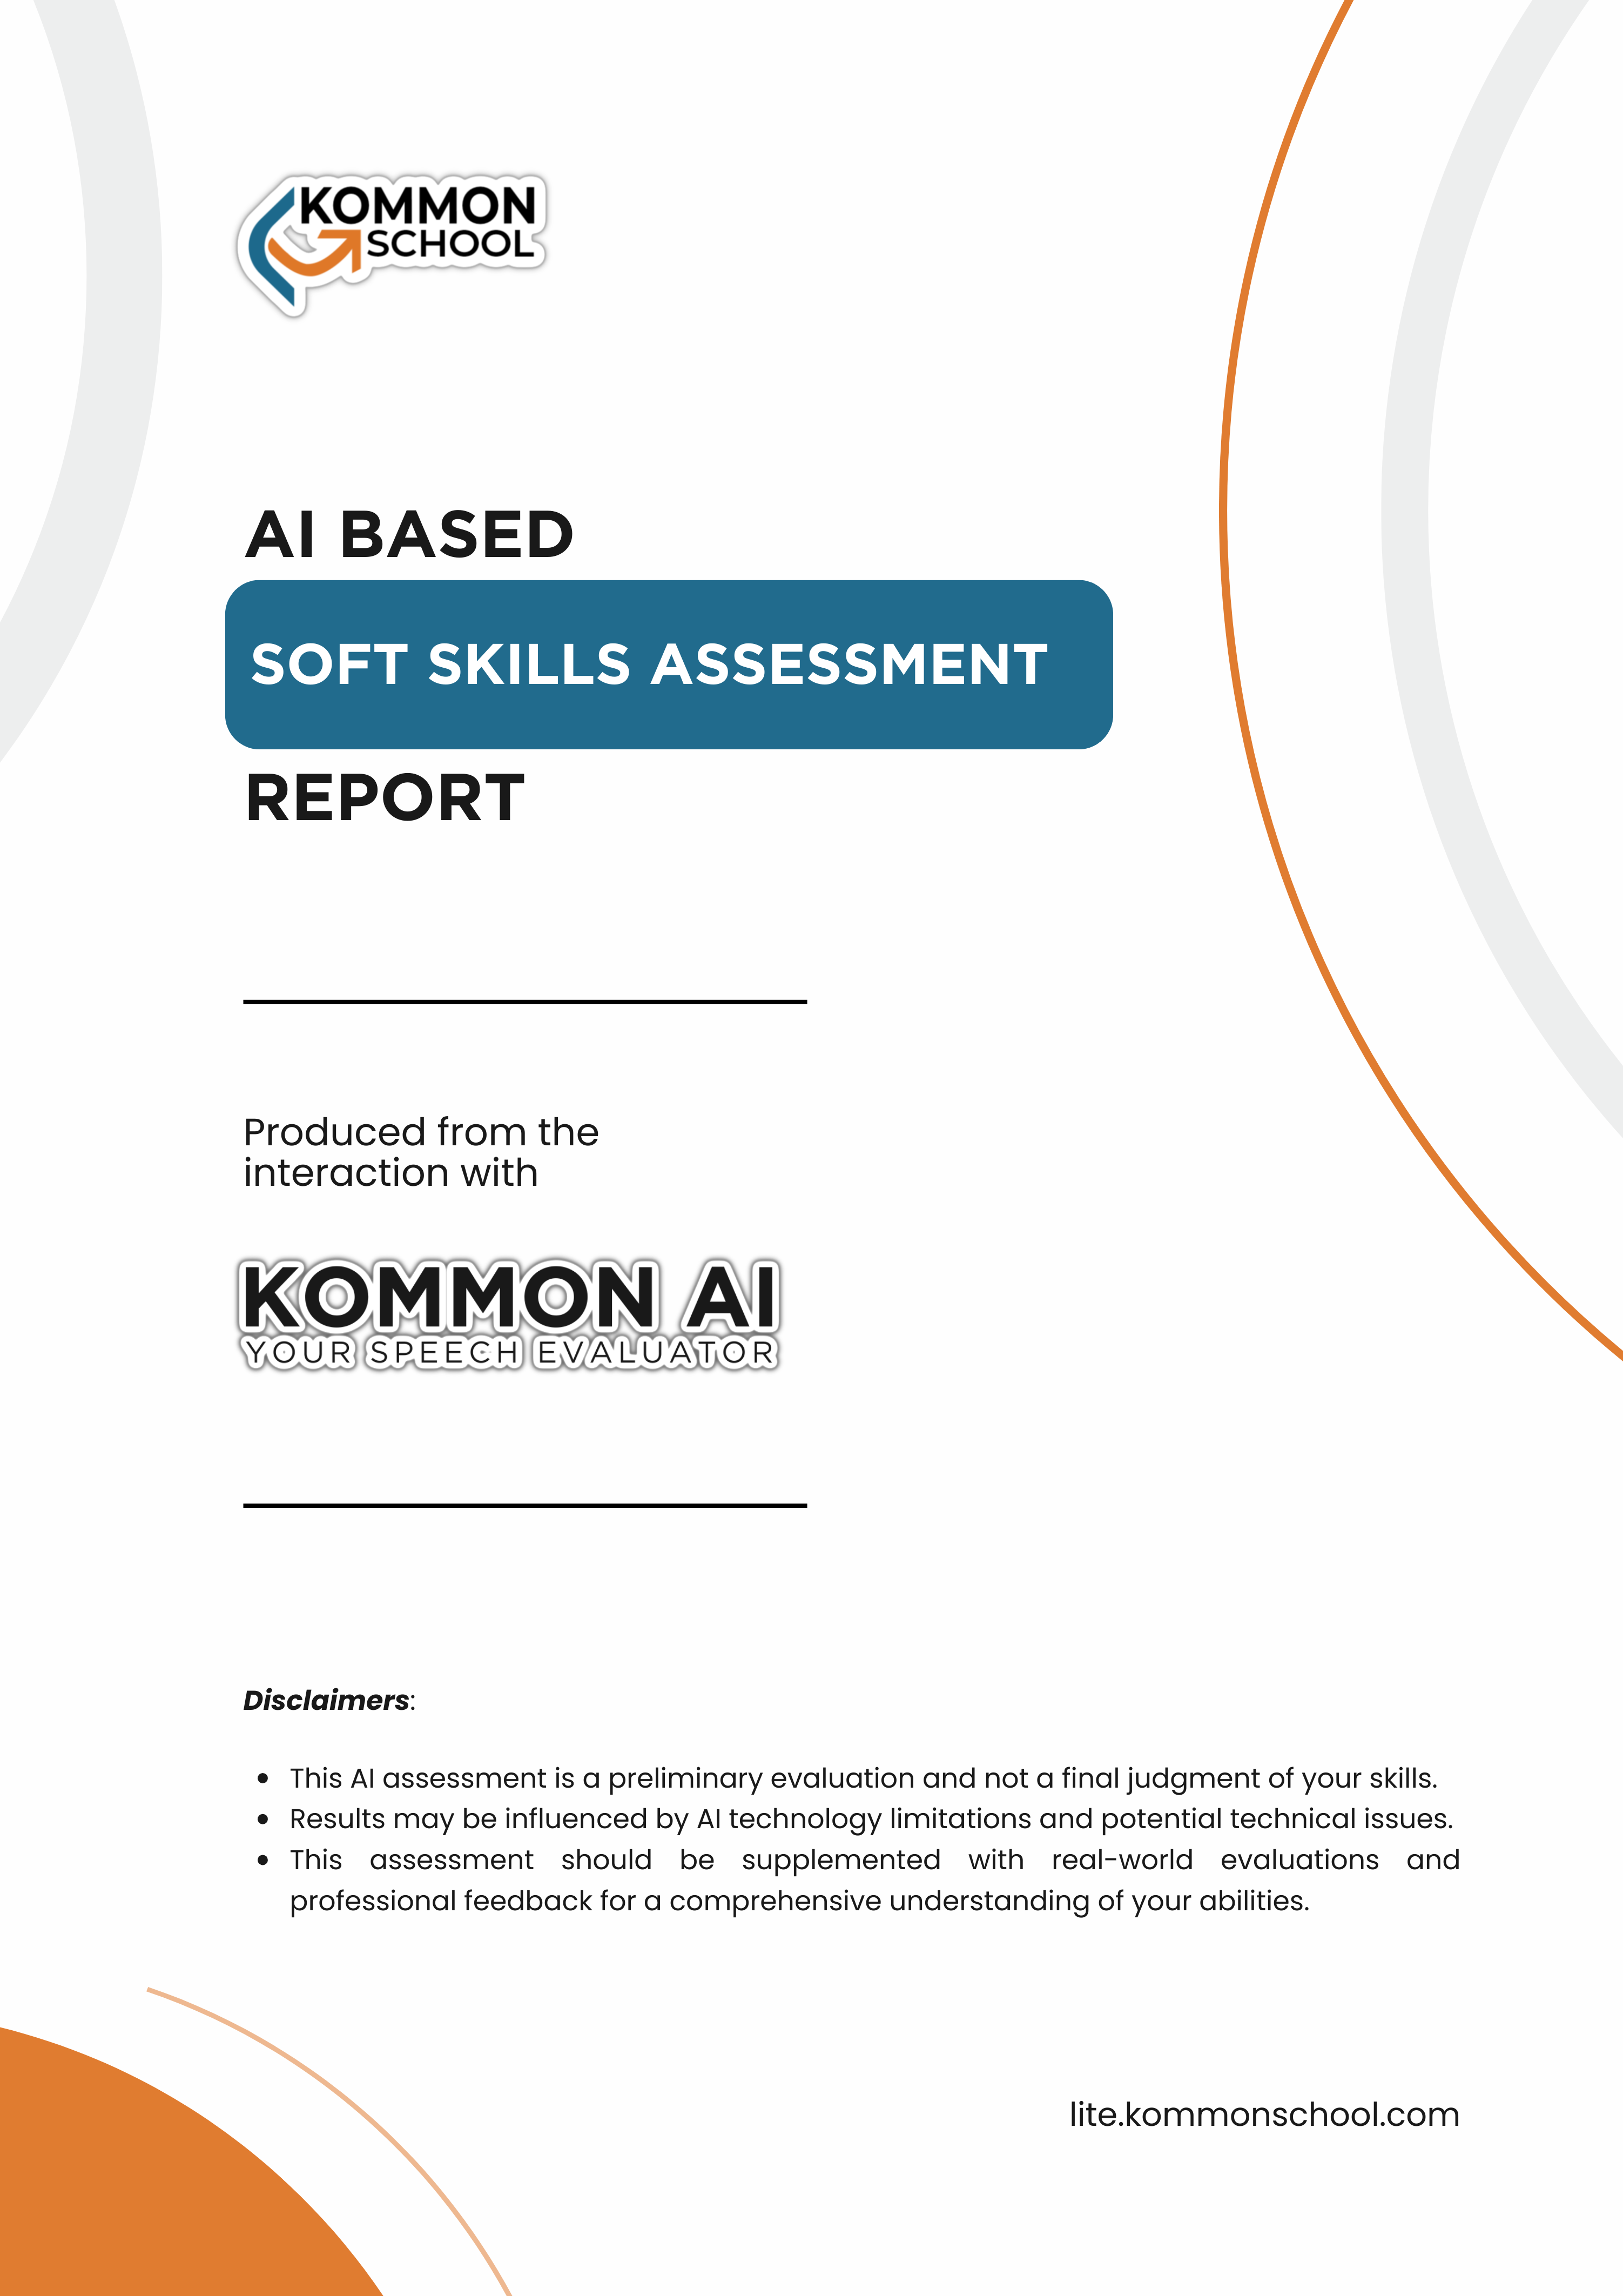 KOMMON
SCHOOL
AI BASED
SOFT SKILLS ASSESSMENT
REPORT
Produced from the
interaction with
KOMMON AI
YOUR SPEECH EVALUATOR
Disclaimers:
• This AI assessment is a preliminary evaluation and not a final judgment of your skills.
• Results may be influenced by AI technology limitations and potential technical issues.
• This assessment should be supplemented with real-world evaluations and
professional feedback for a comprehensive understanding of your abilities.
lite.kommonschool.com